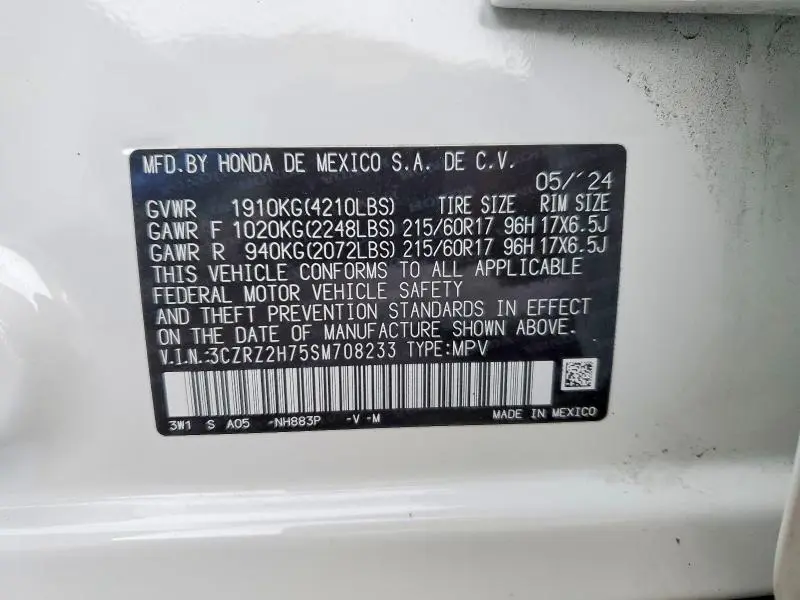 MFD.BY HONDA DE MEXICO S.A. DE C.V.
05/´24
GVWR 1910KG(4210LBS) TIRE SIZE RIM SIZE
GAWR F 1020KG(2248LBS) 215/60R17 96H 17X6.5J
GAWR R 940KG(2072LBS) 215/60R17 96H 17X6.5J
THIS VEHICLE CONFORMS TO ALL APPLICABLE
FEDERAL MOTOR VEHICLE SAFETY
AND THEFT PREVENTION STANDARDS IN EFFECT
ON THE DATE OF MANUFACTURE SHOWN ABOVE.
V.I.N.:3CZRZ2H75SM708233 TYPE:MPV
3W1 S A05 -NH883P -V -M MADE IN MEXICO